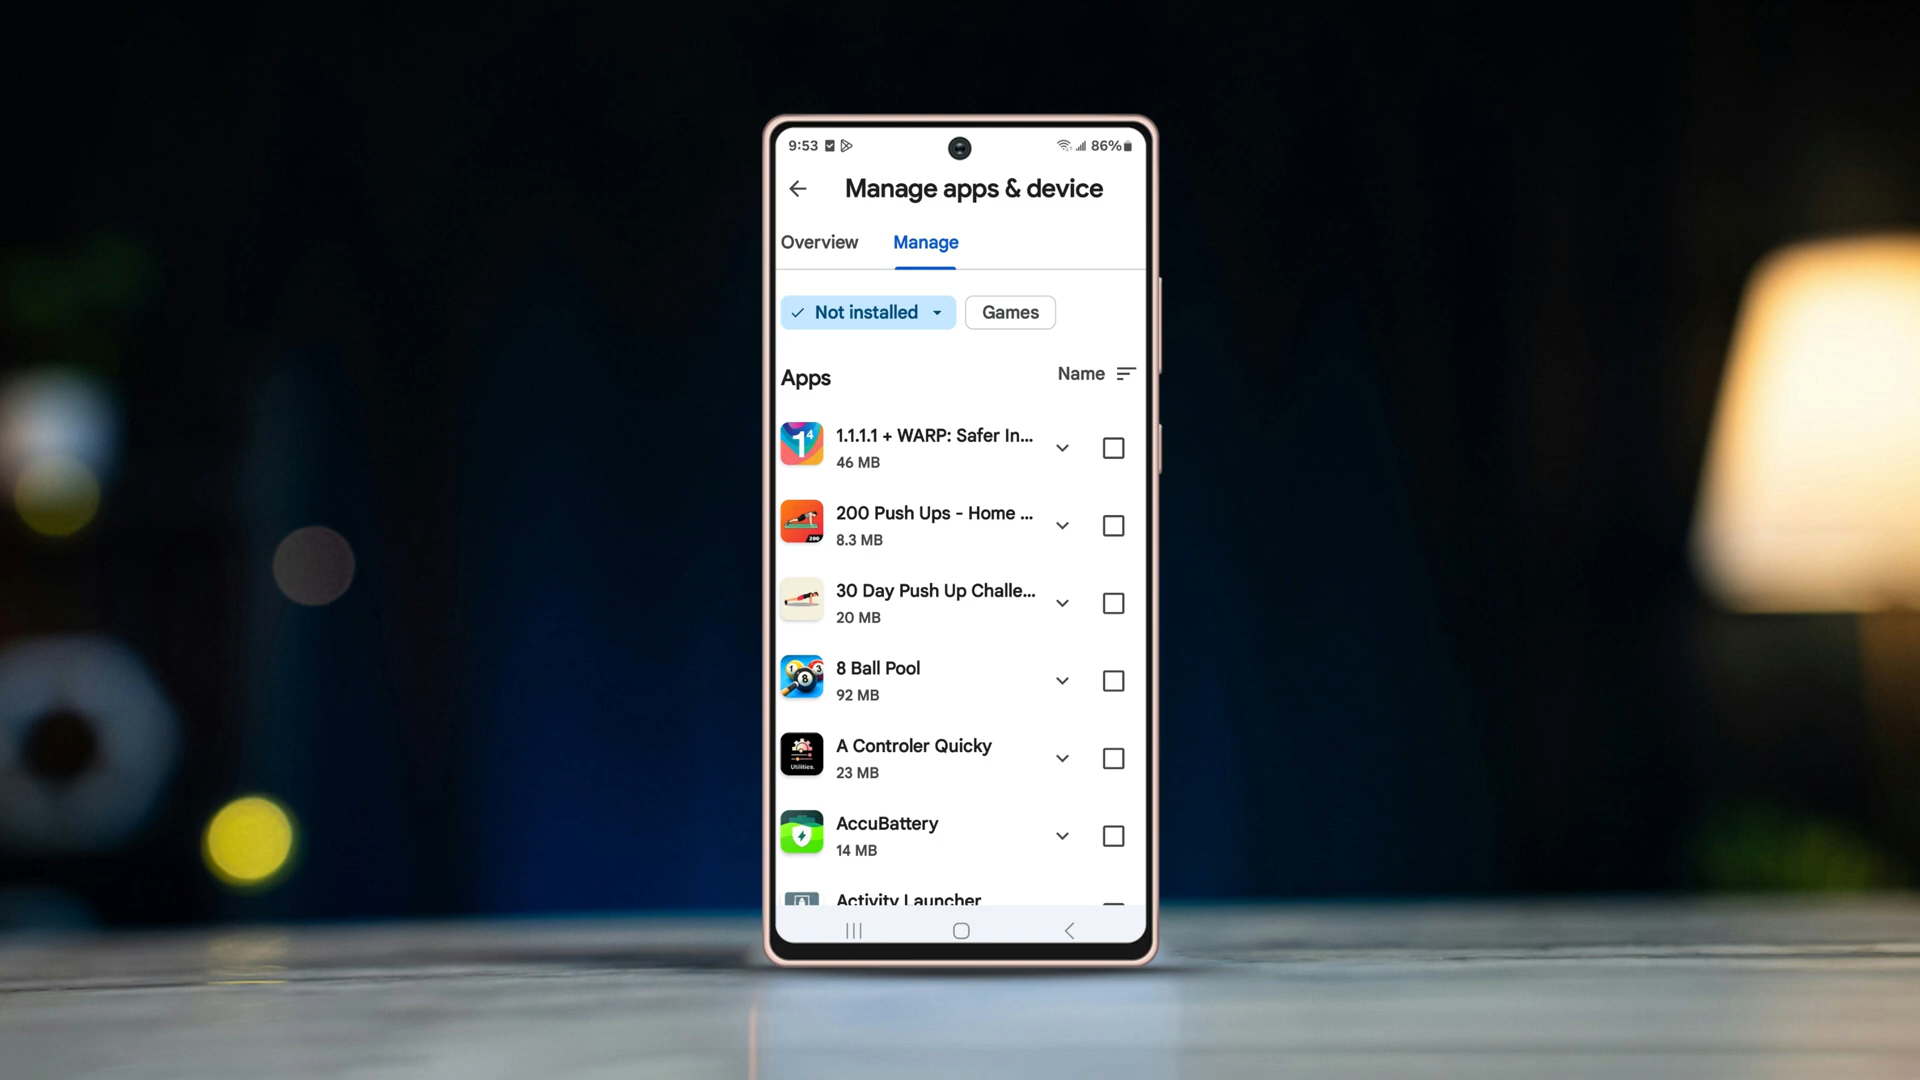 9:53 86%
Manage apps & device
Overview Manage
Not installed Games
Apps Name
1.1.1.1 + WARP: Safer In...
46 MB
200 Push Ups - Home ...
8.3 MB
30 Day Push Up Challe...
20 MB
8 Ball Pool
92 MB
A Controler Quicky
23 MB
Utilities.
AccuBattery
14 MB
Activity Launcher